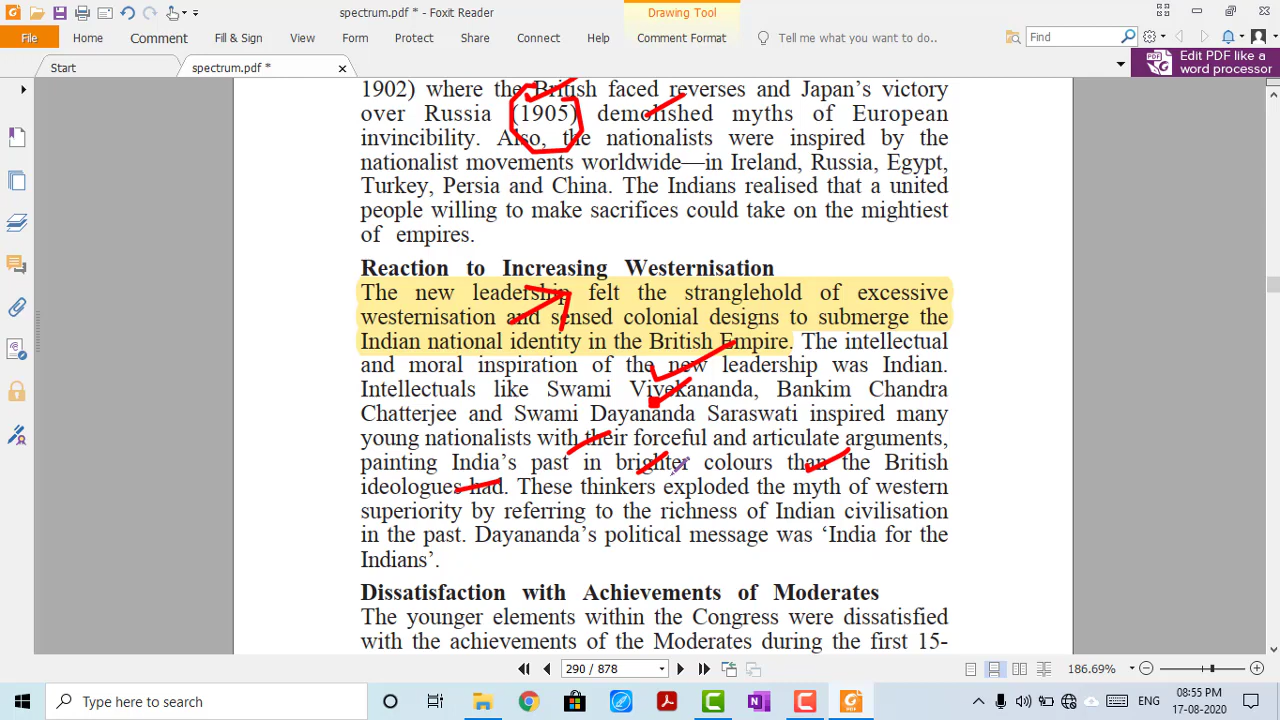 spectrum.pdf * - Foxit Reader
Drawing Tool
File
Home
Comment
Fill & Sign
View
Form
Protect
Share
Connect
Help
Comment Format
Tell me what you want to do..
Find
Start
spectrum.pdf *
Edit PDF like a
word processor
1902) where the British faced reverses and Japan's victory
over Russia (1905) demolished myths of European
invincibility. Also, the nationalists were inspired by the
nationalist movements worldwide—in Ireland, Russia, Egypt,
Turkey, Persia and China. The Indians realised that a united
people willing to make sacrifices could take on the mightiest
of empires.
Reaction to Increasing Westernisation
The new leadership felt the stranglehold of excessive
westernisation and sensed colonial designs to submerge the
Indian national identity in the British Empire. The intellectual
and moral inspiration of the new leadership was Indian.
Intellectuals like Swami Vivekananda, Bankim Chandra
Chatterjee and Swami Dayananda Saraswati inspired many
young nationalists with their forceful and articulate arguments,
painting India's past in brighter colours than the British
ideologues had. These thinkers exploded the myth of western
superiority by referring to the richness of Indian civilisation
in the past. Dayananda's political message was 'India for the
Indians'.
Dissatisfaction with Achievements of Moderates
The younger elements within the Congress were dissatisfied
with the achievements of the Moderates during the first 15-
290 / 878
186.69%
Type here to search
ENG
08:55 PM
17-08-2020